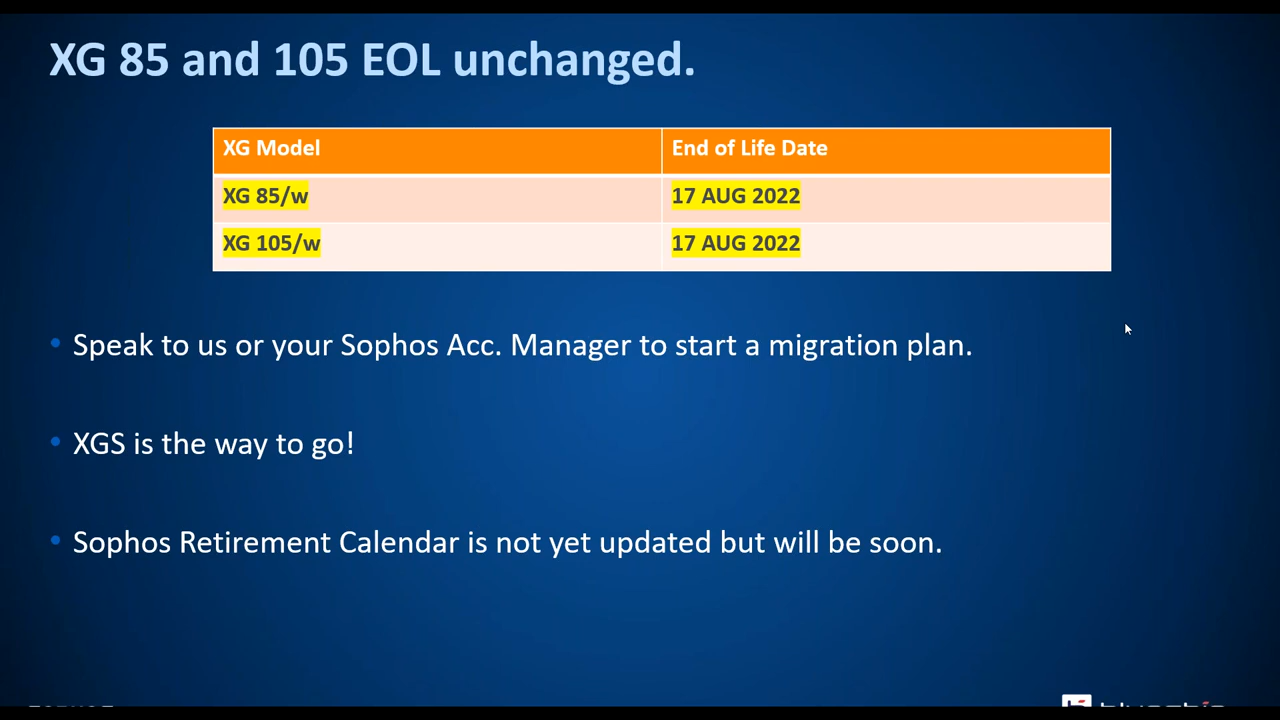 XG 85 and 105 EOL unchanged.
XG Model End of Life Date
XG 85/w 17 AUG 2022
XG 105/w 17 AUG 2022
• Speak to us or your Sophos Acc. Manager to start a migration plan.
• XGS is the way to go!
• Sophos Retirement Calendar is not yet updated but will be soon.